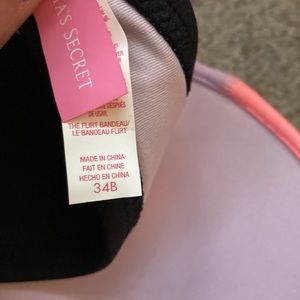 A'S SECRET
DESPUÉS
DE USAR.
THE FLIRT BANDEAU/
LE BANDEAU FLIRT
MADE IN CHINA
FAIT EN CHINE
HECHO EN CHINA
34B